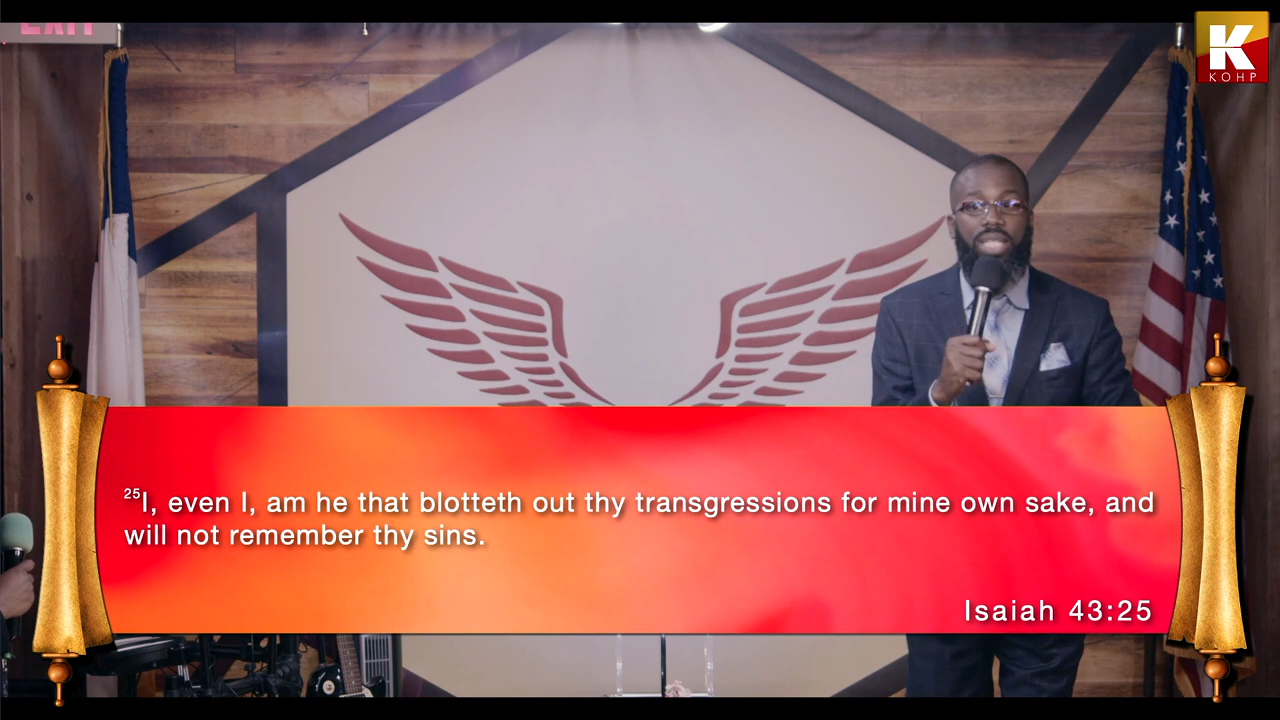 EXIT
K
KOHP
25I, even I, am he that blotteth out thy transgressions for mine own sake, and
will not remember thy sins.
Isaiah 43:25